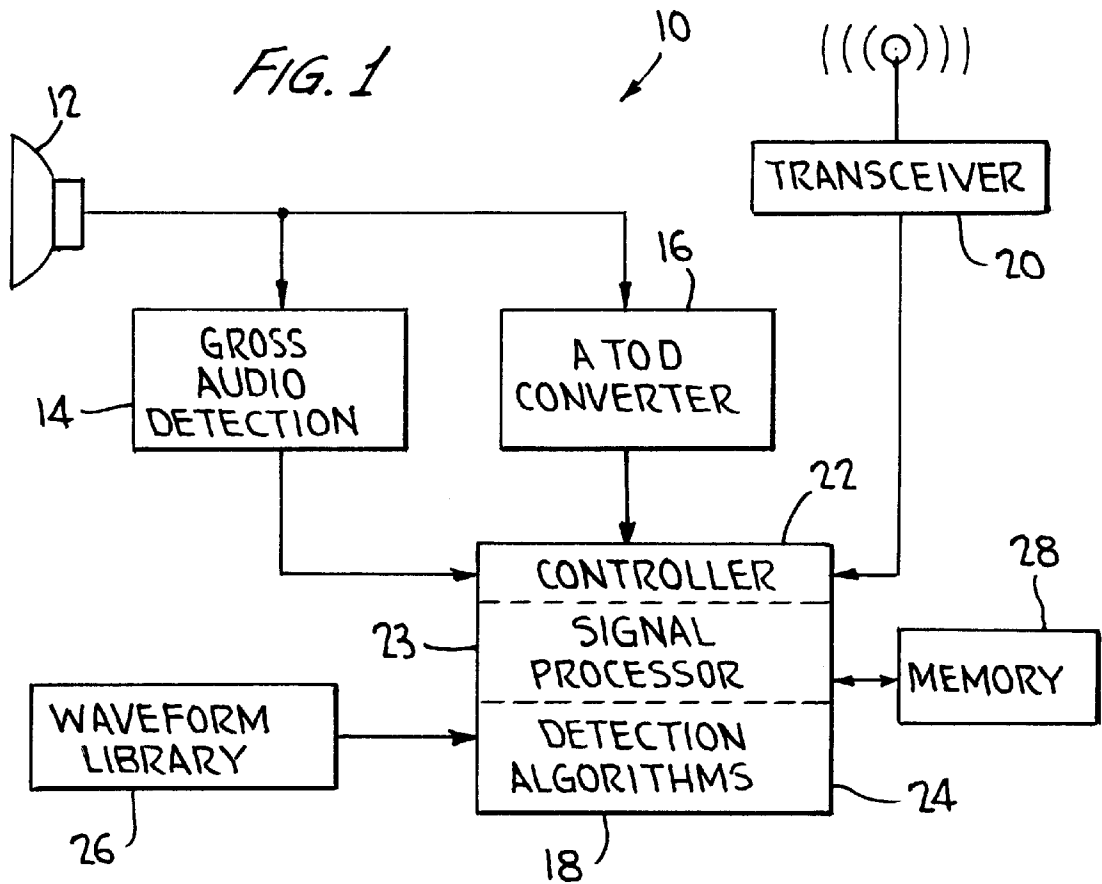 FIG. 1
10
12
TRANSCEIVER
20
16
GROSS
AUDIO
DETECTION
14
A TO D
CONVERTER
22
CONTROLLER
28
23
SIGNAL
PROCESSOR
MEMORY
WAVEFORM
LIBRARY
DETECTION
ALGORITHMS
24
26
18